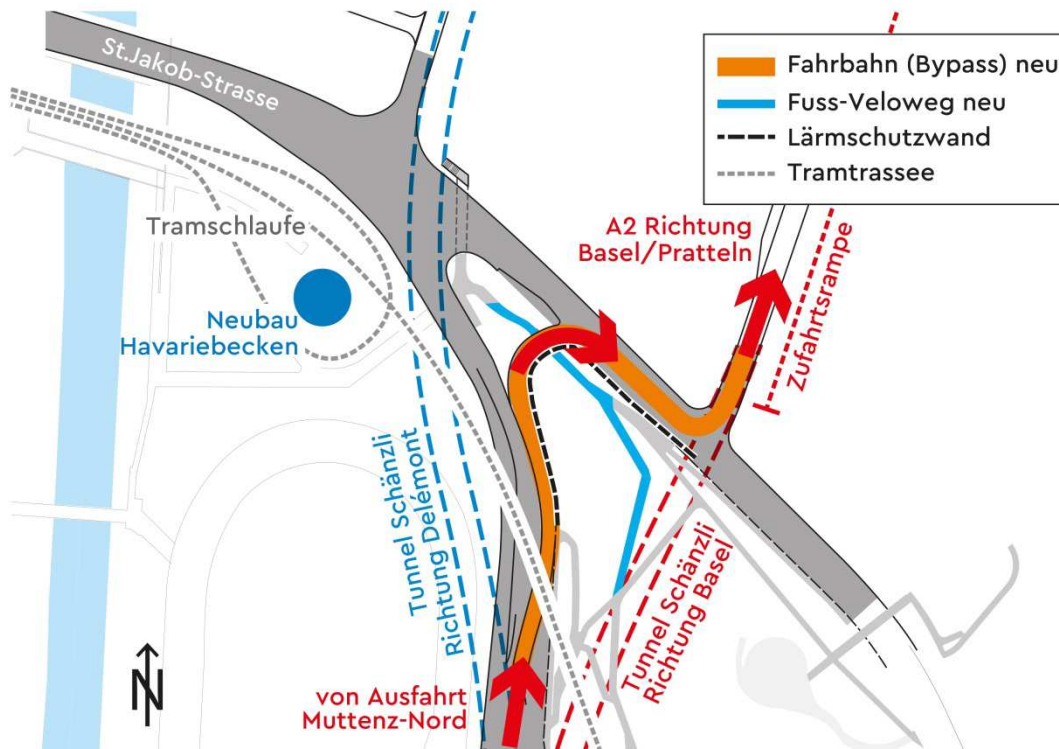 St.Jakob-Strasse
Fahrbahn (Bypass) neu
Fuss-Veloweg neu
Lärmschutzwand
Tramtrassee
Tramschlaufe
A2 Richtung
Basel/Pratteln
Zufahrtsrampe
Neubau
Havariebecken
Tunnel Schänzli
Richtung Delémont
Tunnel Schänzli
Richtung Basel
von Ausfahrt
Muttenz-Nord
N